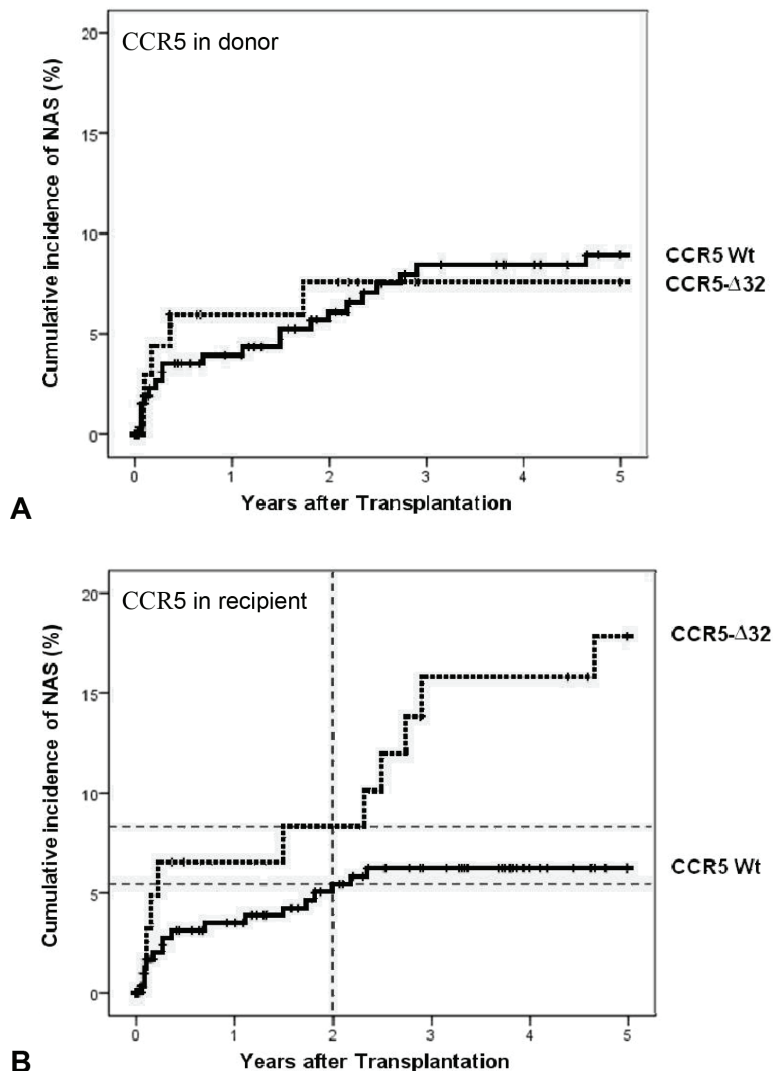 CCR5 in donor
Cumulative incidence of NAS (%)
20
15
10
5
0
CCR5 Wt
CCR5-Δ32
0 1 2 3 4 5
Years after Transplantation
A
CCR5 in recipient
Cumulative incidence of NAS (%)
20
15
10
5
0
CCR5-Δ32
CCR5 Wt
0 1 2 3 4 5
Years after Transplantation
B